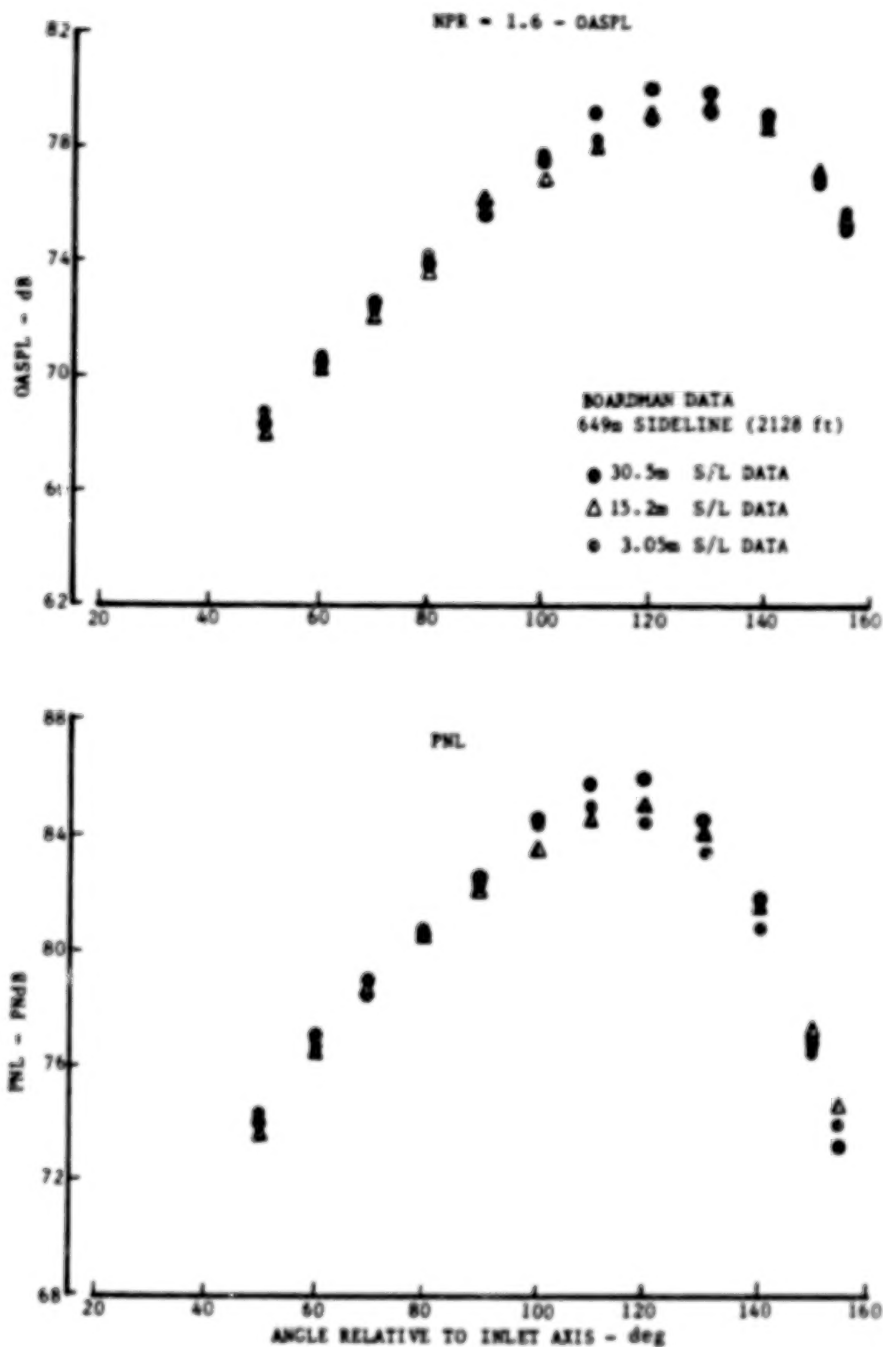 NPR = 1.6 - OASPL
82
78
74
70
6t
62
OASPL - dB
BOARDMAN DATA
649m SIDELINE (2128 ft)
30.5m S/L DATA
15.2m S/L DATA
3.05m S/L DATA
20 40 60 80 100 120 140 160
PNL
88
84
80
76
72
68
PNL - PNdB
20 40 60 80 100 120 140 160
ANGLE RELATIVE TO INLET AXIS - deg